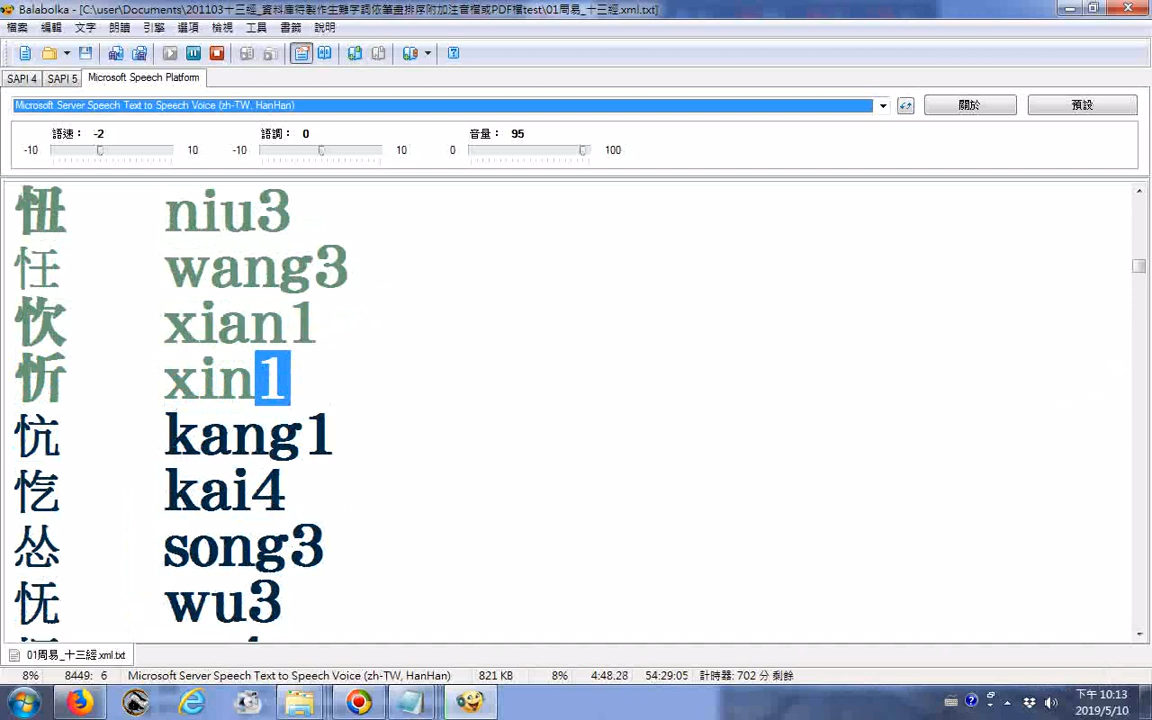 Balabolka - [C:\user\Documents\201103十三經_資料庫待製作生難字詞依筆畫排序附加注音檔或PDF檔test\01周易_十三經.xml.txt]
檔案 編輯 文字 朗讀 引擎 選項 檢視 工具 書籤 說明
SAPI 4 SAPI 5 Microsoft Speech Platform
Microsoft Server Speech Text to Speech Voice (zh-TW, HanHan) 關於 預設
語速： -2 語調： 0 音量： 95
-10 10 -10 10 0 100
忸 niu3
忹 wang3
忺 xian1
忻 xin1
忼 kang1
忾 kai4
怂 song3
怃 wu3
01周易_十三經.xml.txt
8% 8449: 6 Microsoft Server Speech Text to Speech Voice (zh-TW, HanHan) 821 KB 8% 4:48.28 54:29:05 計時器: 702 分 剩餘
下午 10:13
2019/5/10